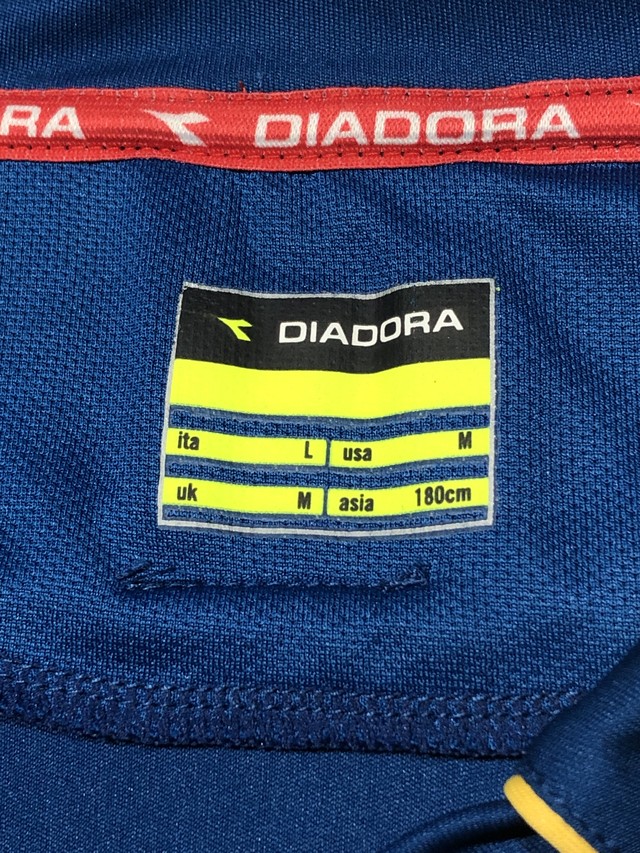 RA DIADORA
DIADORA
ita L usa M
uk M asia 180cm